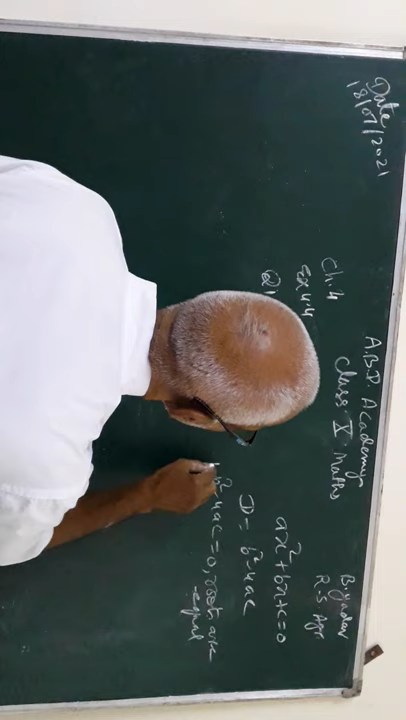 Date
18/07/2021
A.B.D. Academy
Class X Maths
B. yadav
R.S. Agr
Ch. 4
Ex 4.4
Q1
ax²+bx+c=0
D = b²-4ac
b²-4ac=0, roots are
equal